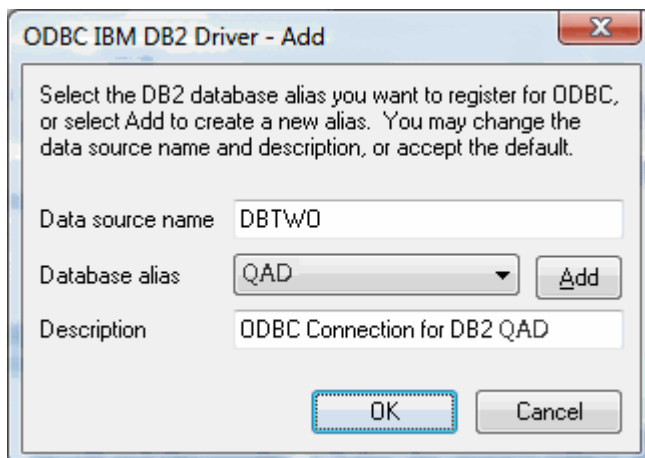 ODBC IBM DB2 Driver - Add
Select the DB2 database alias you want to register for ODBC,
or select Add to create a new alias. You may change the
data source name and description, or accept the default.
Data source name DBTWO
Database alias QAD Add
Description ODBC Connection for DB2 QAD
OK Cancel